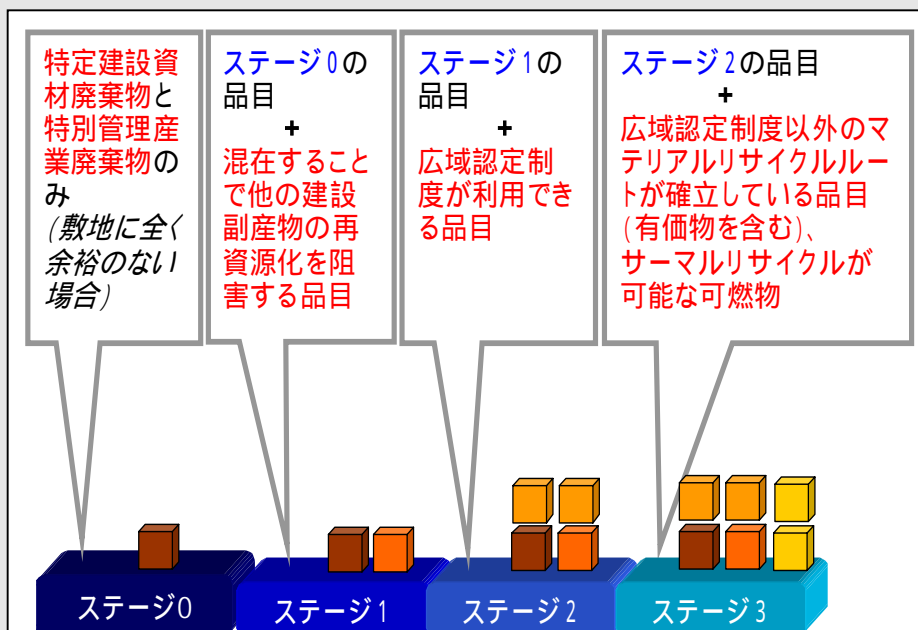 特定建設資
材廃棄物と
特別管理産
業廃棄物の
み
(敷地に全く
余裕のない
場合)
ステージ0の
品目
+
混在すること
で他の建設
副産物の再
資源化を阻
害する品目
ステージ1の
品目
+
広域認定制
度が利用でき
る品目
ステージ2の品目
+
広域認定制度以外のマ
テリアルリサイクルルー
トが確立している品目
(有価物を含む)、
サーマルリサイクルが
可能な可燃物
ステージ0
ステージ1
ステージ2
ステージ3